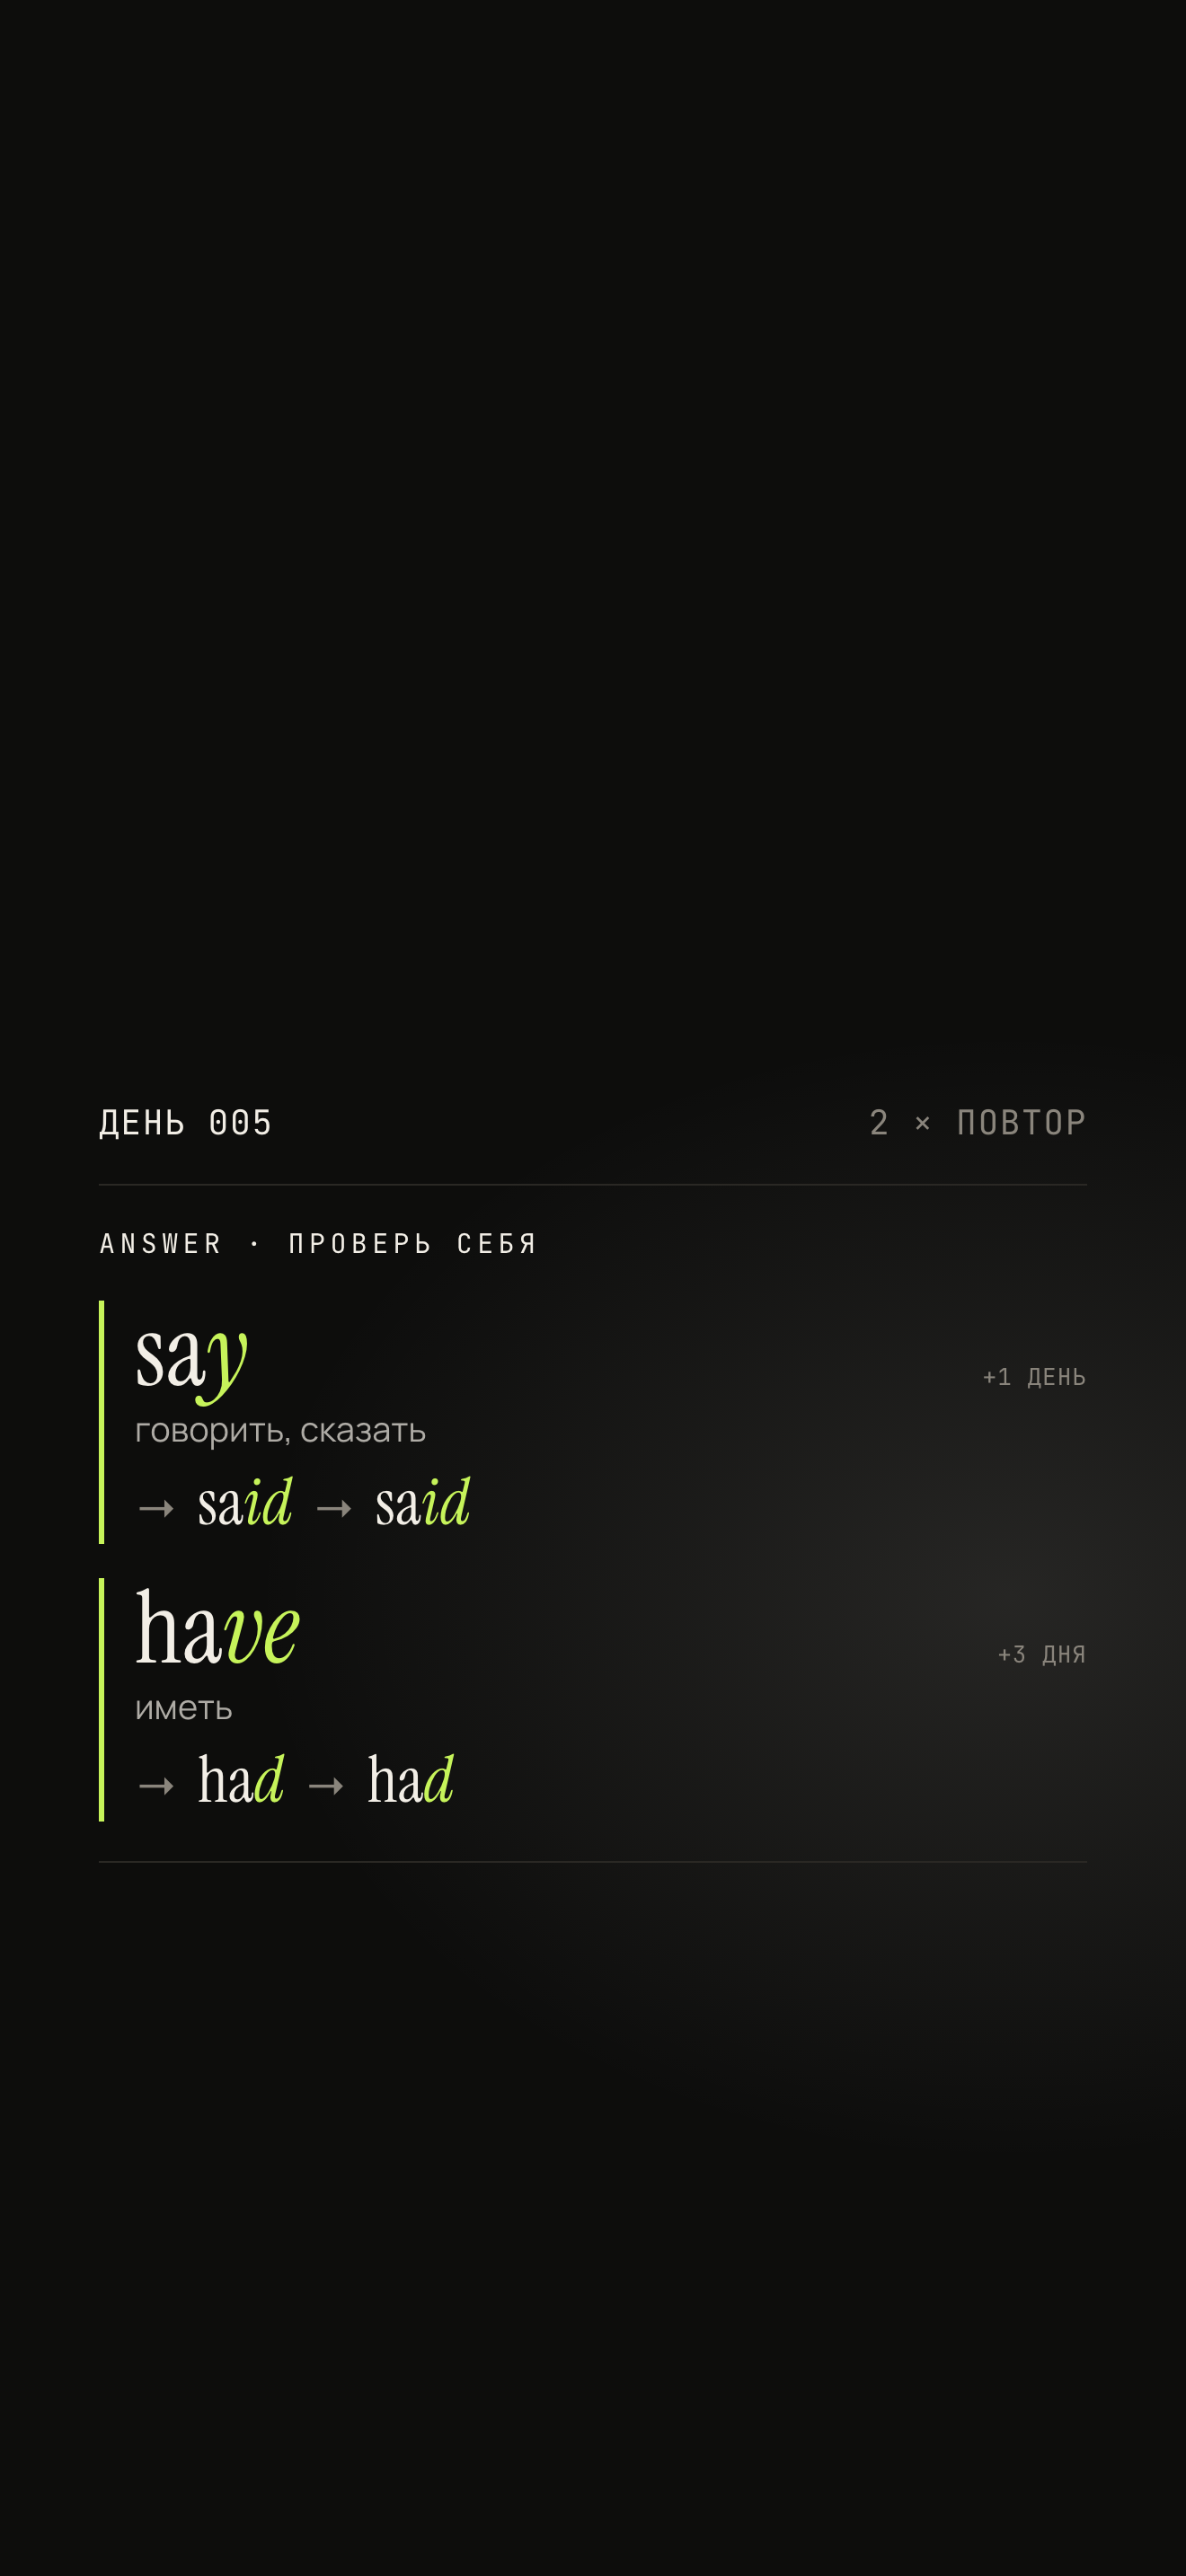 ДЕНЬ 005
2 × ПОВТОР
ANSWER · ПРОВЕРЬ СЕБЯ
say
+1 ДЕНЬ
говорить, сказать
→ said → said
have
+3 ДНЯ
иметь
→ had → had